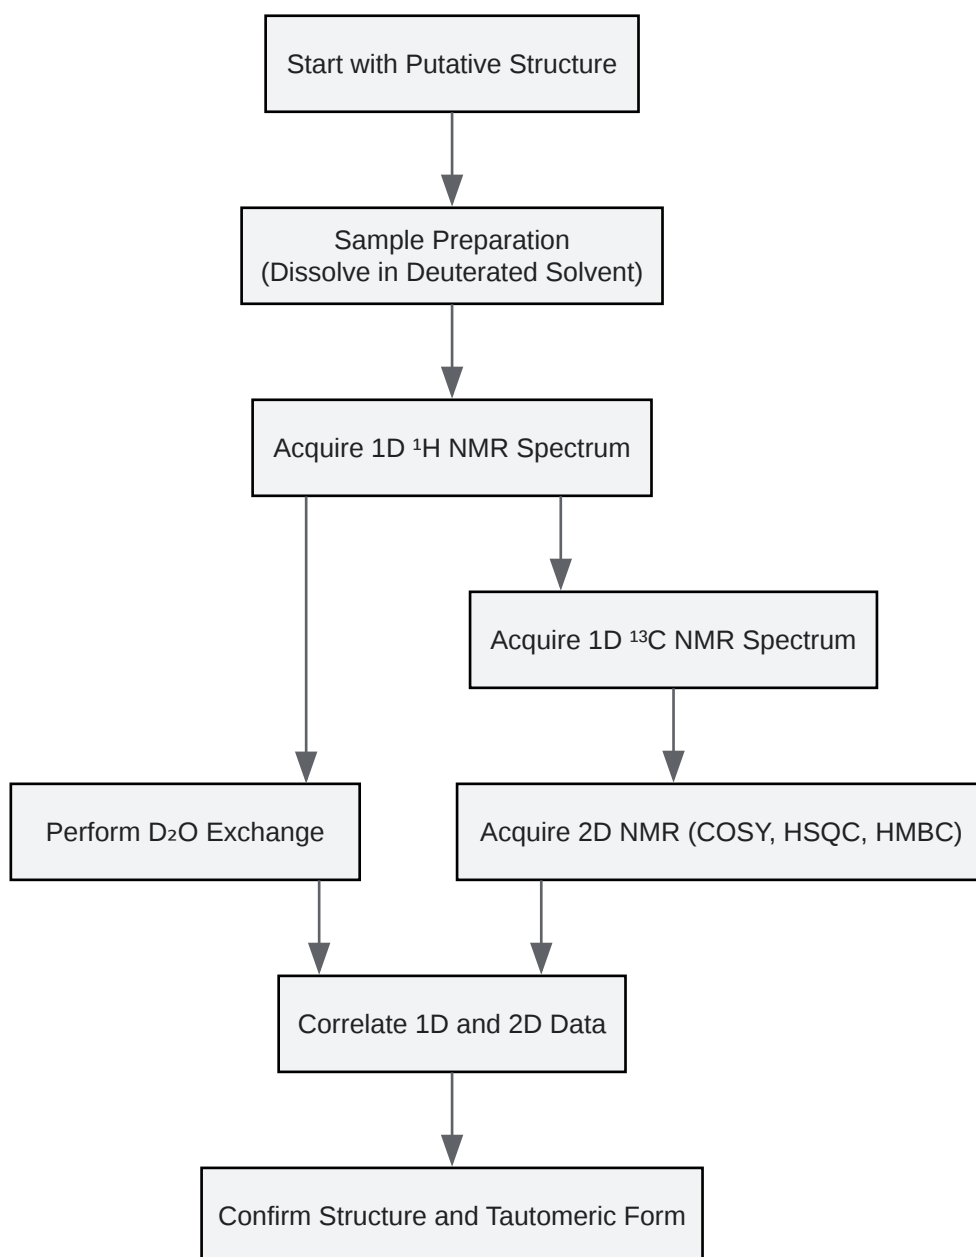 Start with Putative Structure
Sample Preparation
(Dissolve in Deuterated Solvent)
Acquire 1D ¹H NMR Spectrum
Acquire 1D ¹³C NMR Spectrum
Perform D₂O Exchange
Acquire 2D NMR (COSY, HSQC, HMBC)
Correlate 1D and 2D Data
Confirm Structure and Tautomeric Form